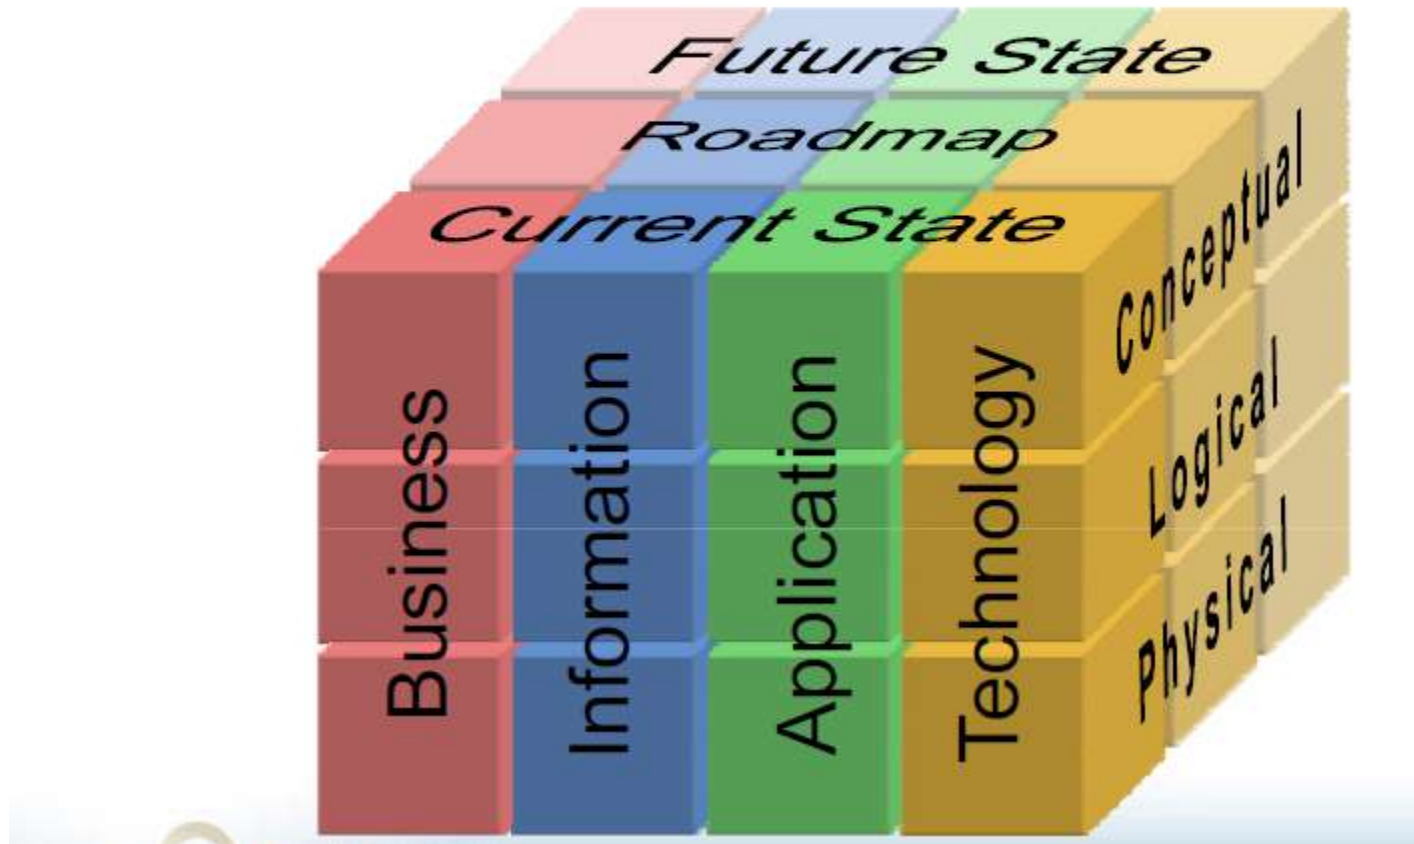 Future State
Roadmap
Current State
Business
Information
Application
Technology
Conceptual
Logical
Physical